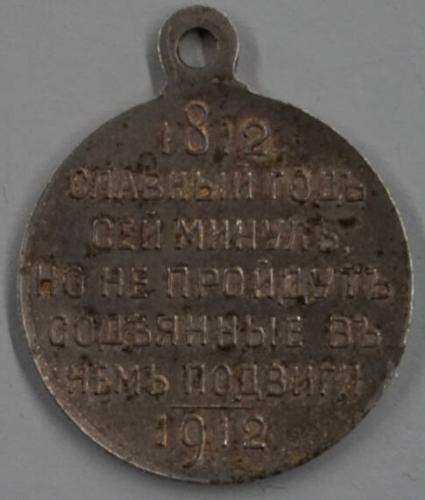 1812
СЛАВНЫЙ ГОДЪ
СЕЙ МИНУЛЪ,
НО НЕ ПРОЙДУТЪ
СОДѢЯННЫЕ ВЪ
НЕМЪ ПОДВИГИ
1912